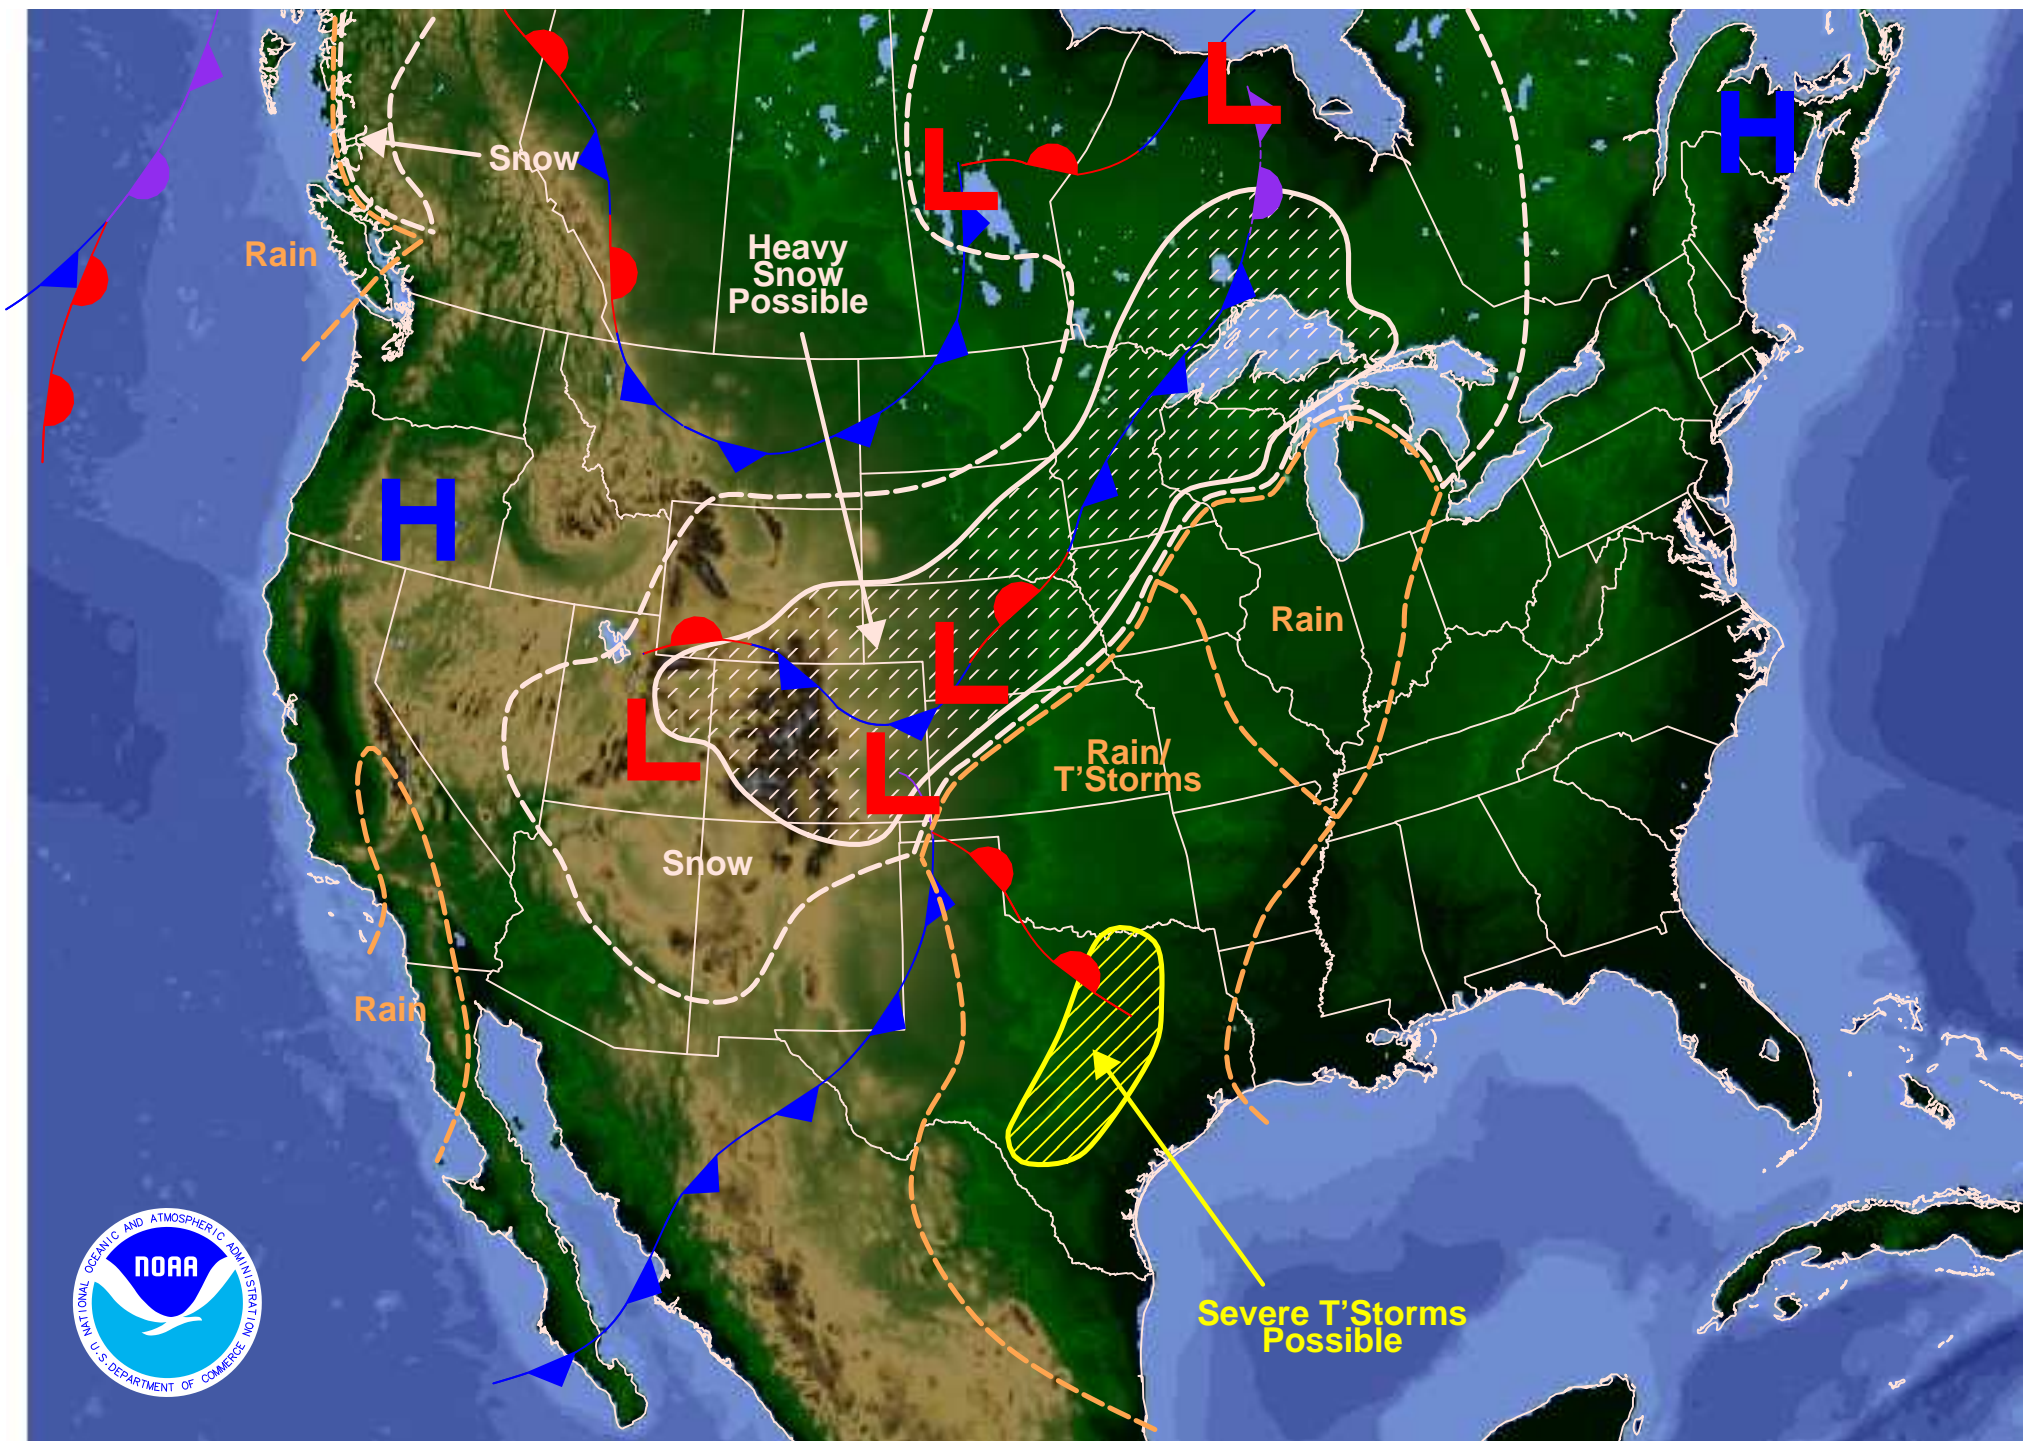 H
L
L
Snow
Rain
Heavy
Snow
Possible
H
Rain
L
L
L
Rain/
T'Storms
Snow
Rain
Severe T'Storms
Possible
NATIONAL OCEANIC AND ATMOSPHERIC ADMINISTRATION
NOAA
U.S. DEPARTMENT OF COMMERCE